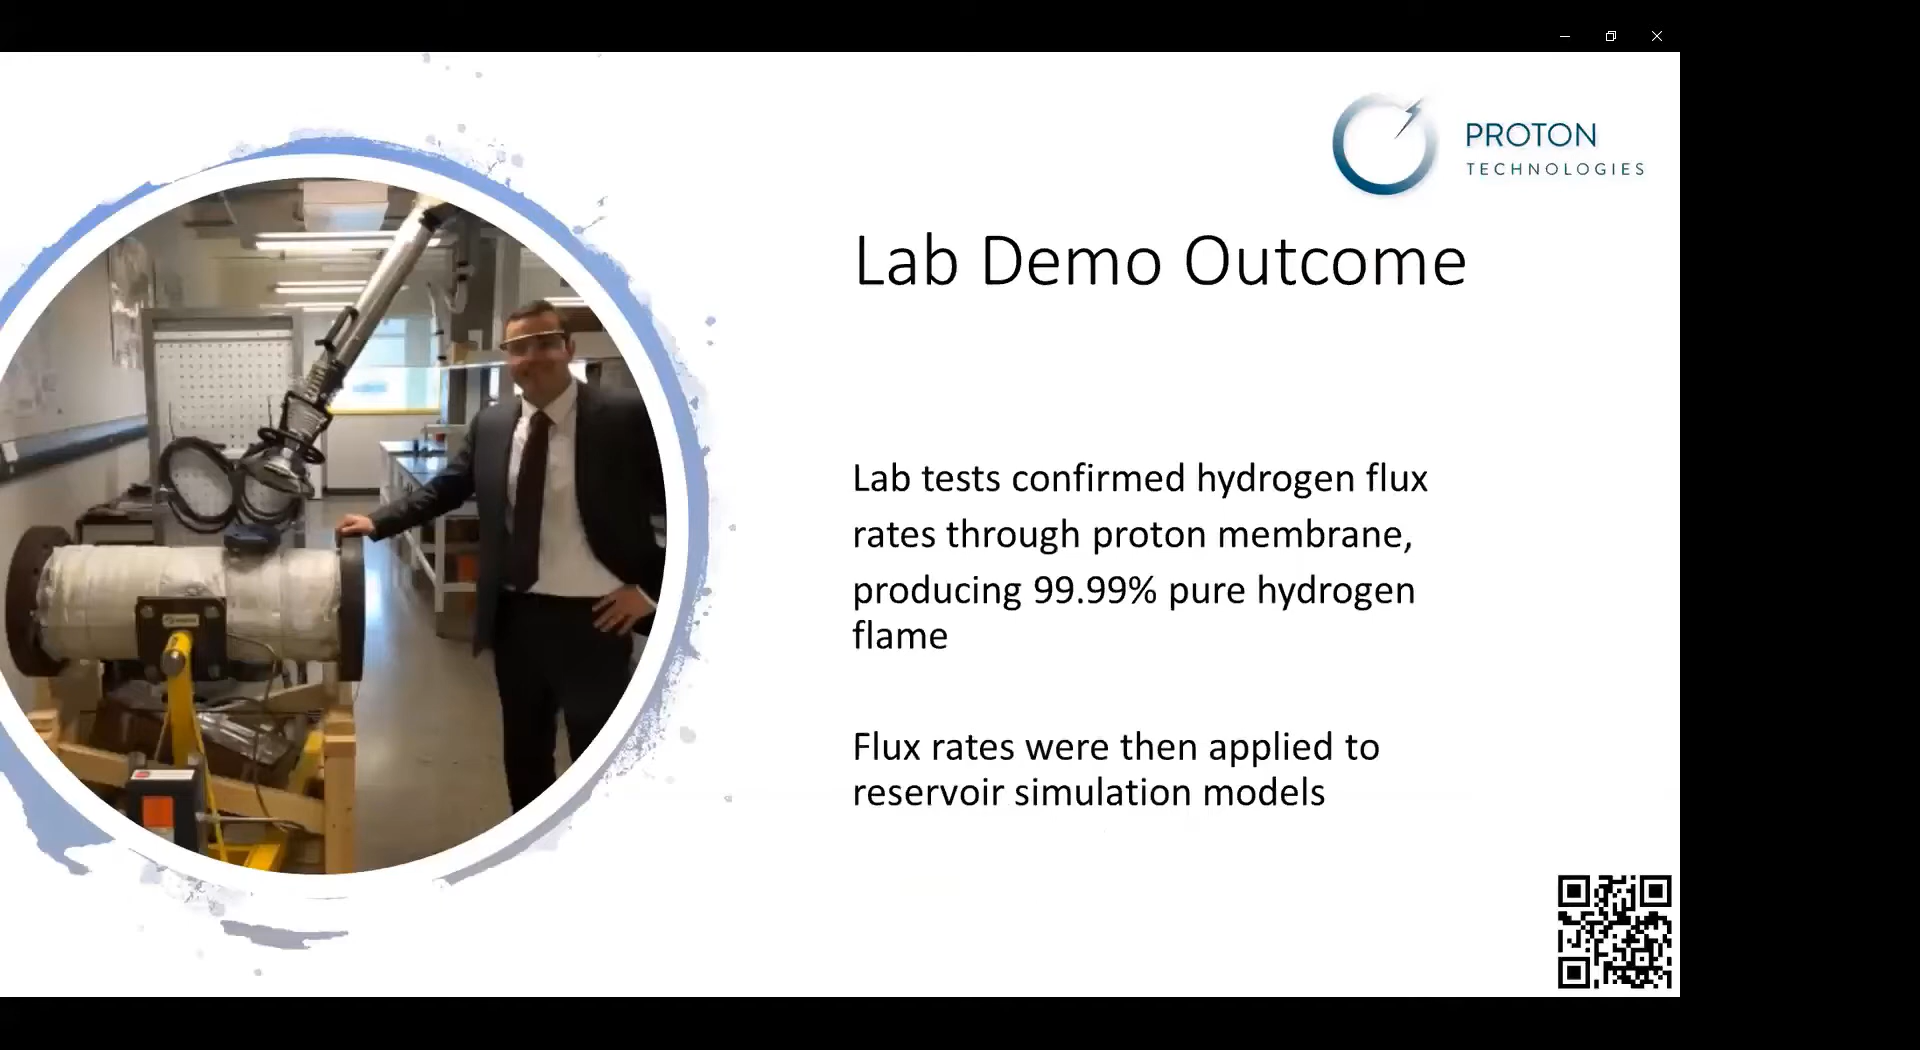 PROTON
TECHNOLOGIES
Lab Demo Outcome
Lab tests confirmed hydrogen flux
rates through proton membrane,
producing 99.99% pure hydrogen
flame
Flux rates were then applied to
reservoir simulation models